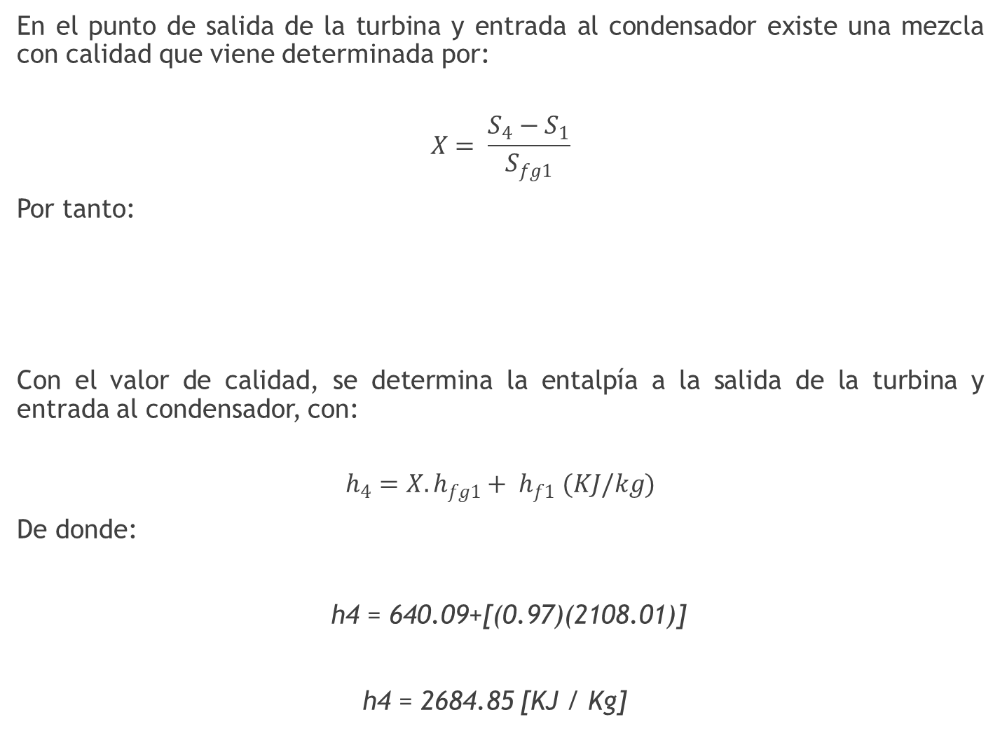 En el punto de salida de la turbina y entrada al condensador existe una mezcla
con calidad que viene determinada por:
X = \frac{S_4 - S_1}{S_{fg1}}
Por tanto:
Con el valor de calidad, se determina la entalpía a la salida de la turbina y
entrada al condensador, con:
h_4 = X.h_{fg1} + h_{f1} (KJ/kg)
De donde:
h4 = 640.09+[(0.97)(2108.01)]
h4 = 2684.85 [KJ / Kg]